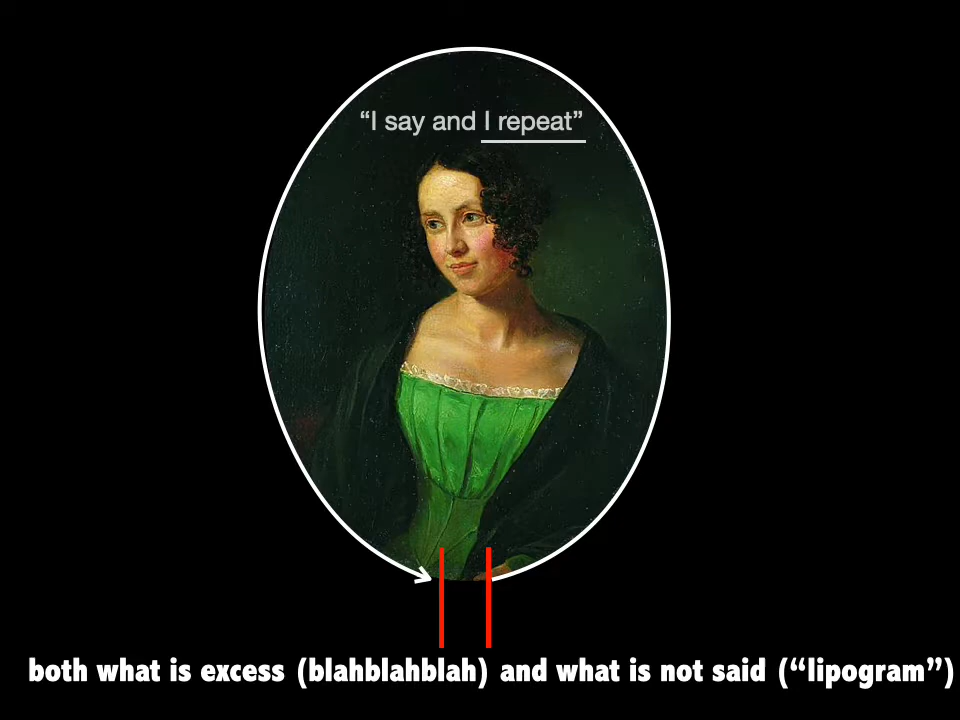 “I say and I repeat”
both what is excess (blahblahblah) and what is not said (“lipogram”)